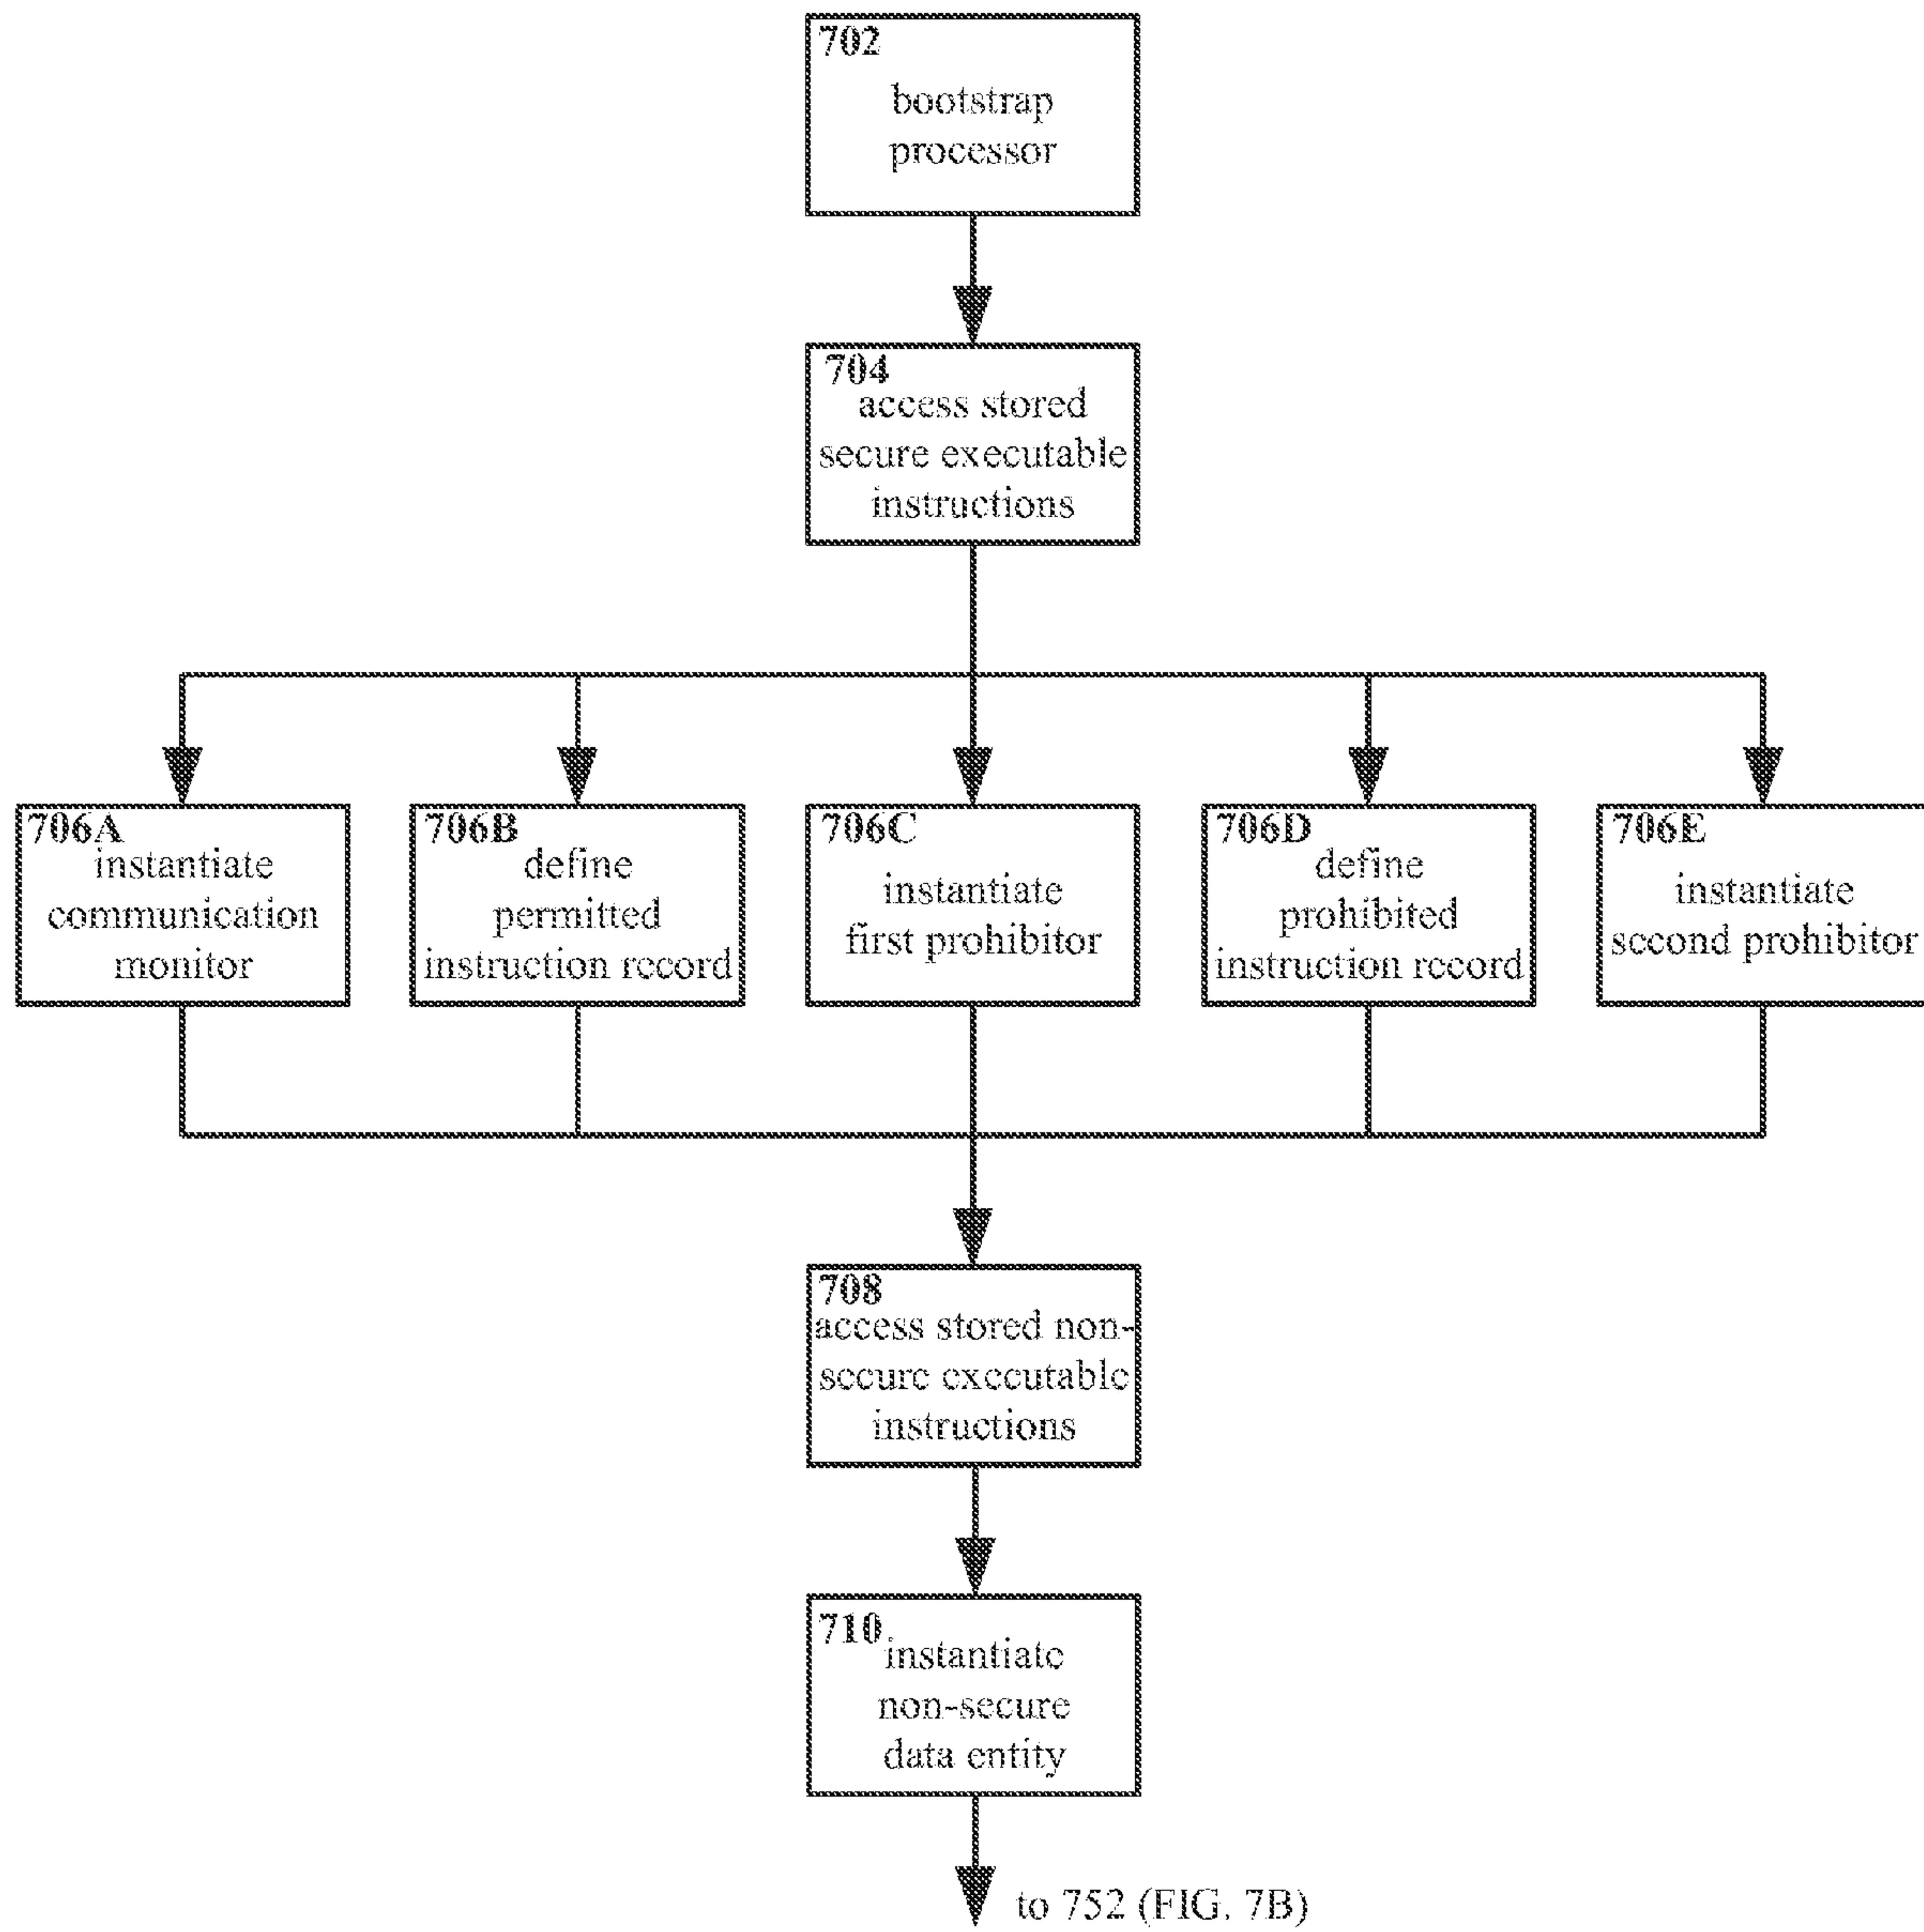 702
bootstrap
processor
704
access stored
secure executable
instructions
706A
instantiate
communication
monitor
706B
define
permitted
instruction record
706C
instantiate
first prohibitor
706D
define
prohibited
instruction record
706E
instantiate
second prohibitor
708
access stored non-
secure executable
instructions
710
instantiate
non-secure
data entity
to 752 (FIG. 7B)